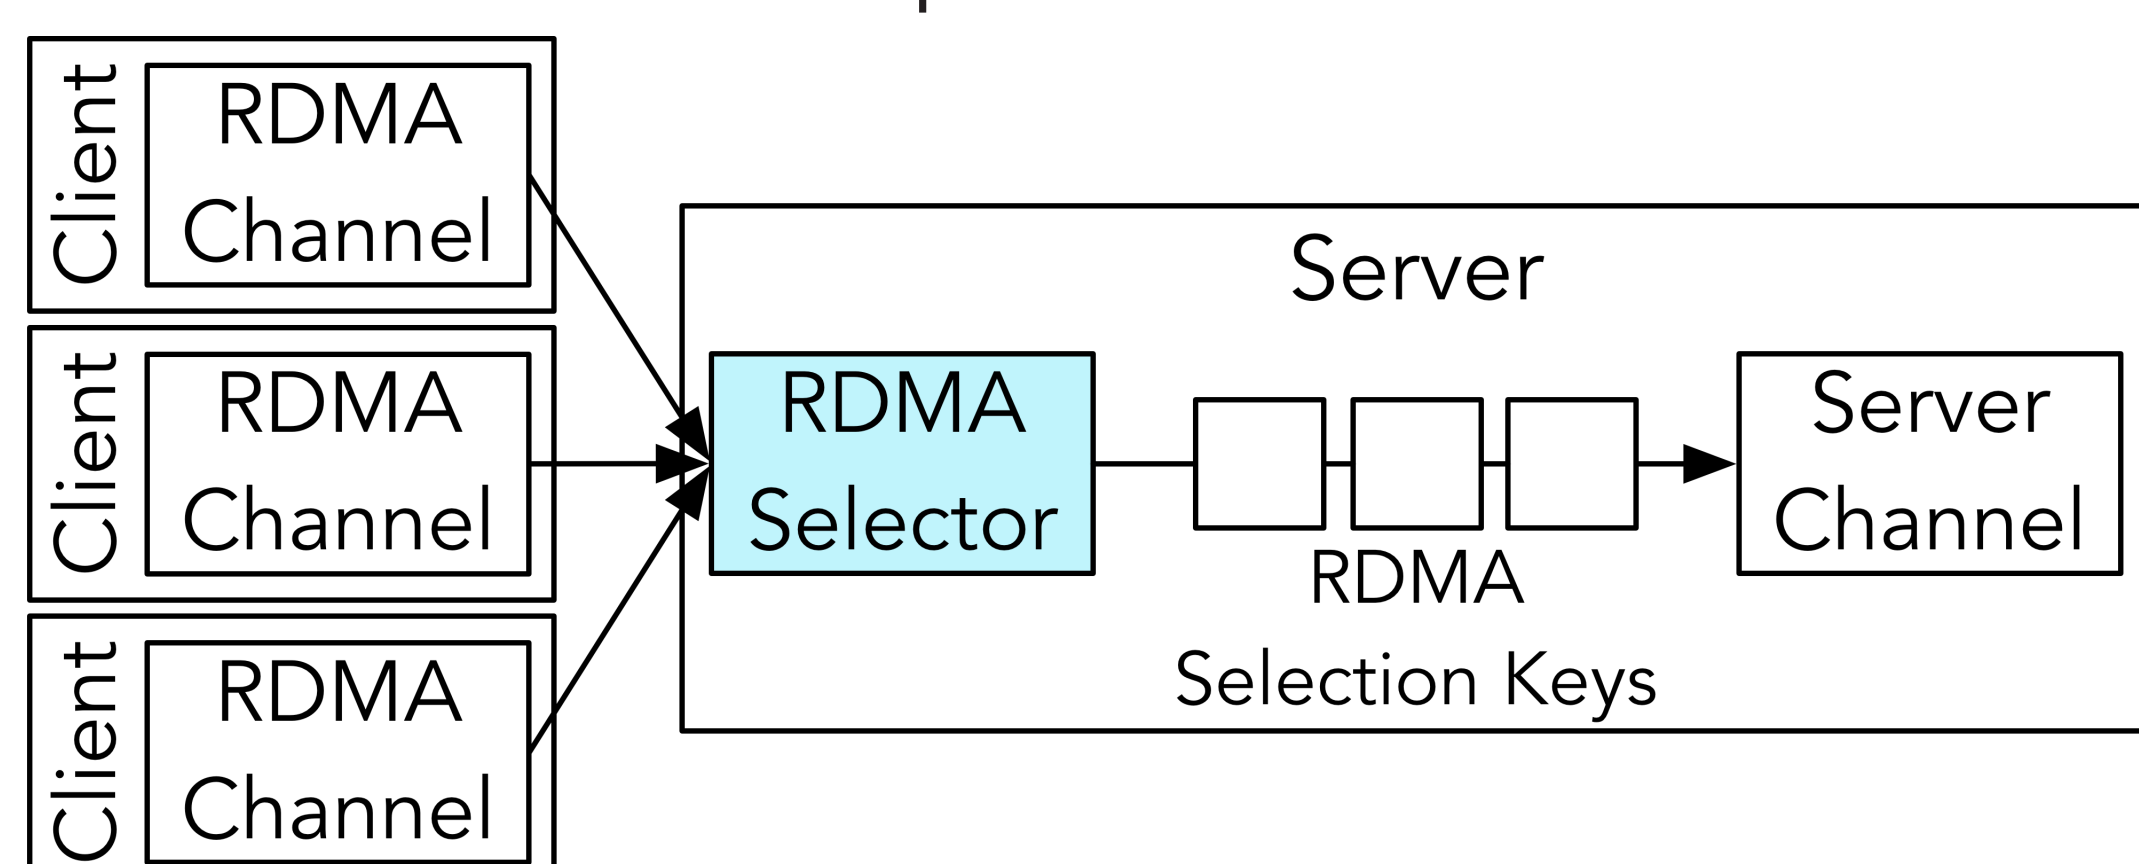 Client
RDMA
Channel
Client
RDMA
Channel
Client
RDMA
Channel
Server
RDMA
Selector
RDMA
Selection Keys
Server
Channel